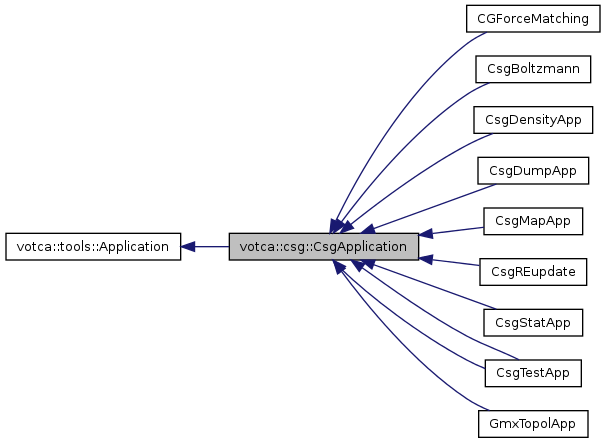 CGForceMatching
CsgBoltzmann
CsgDensityApp
CsgDumpApp
CsgMapApp
votca::tools::Application
votca::csg::CsgApplication
CsgREupdate
CsgStatApp
CsgTestApp
GmxTopolApp